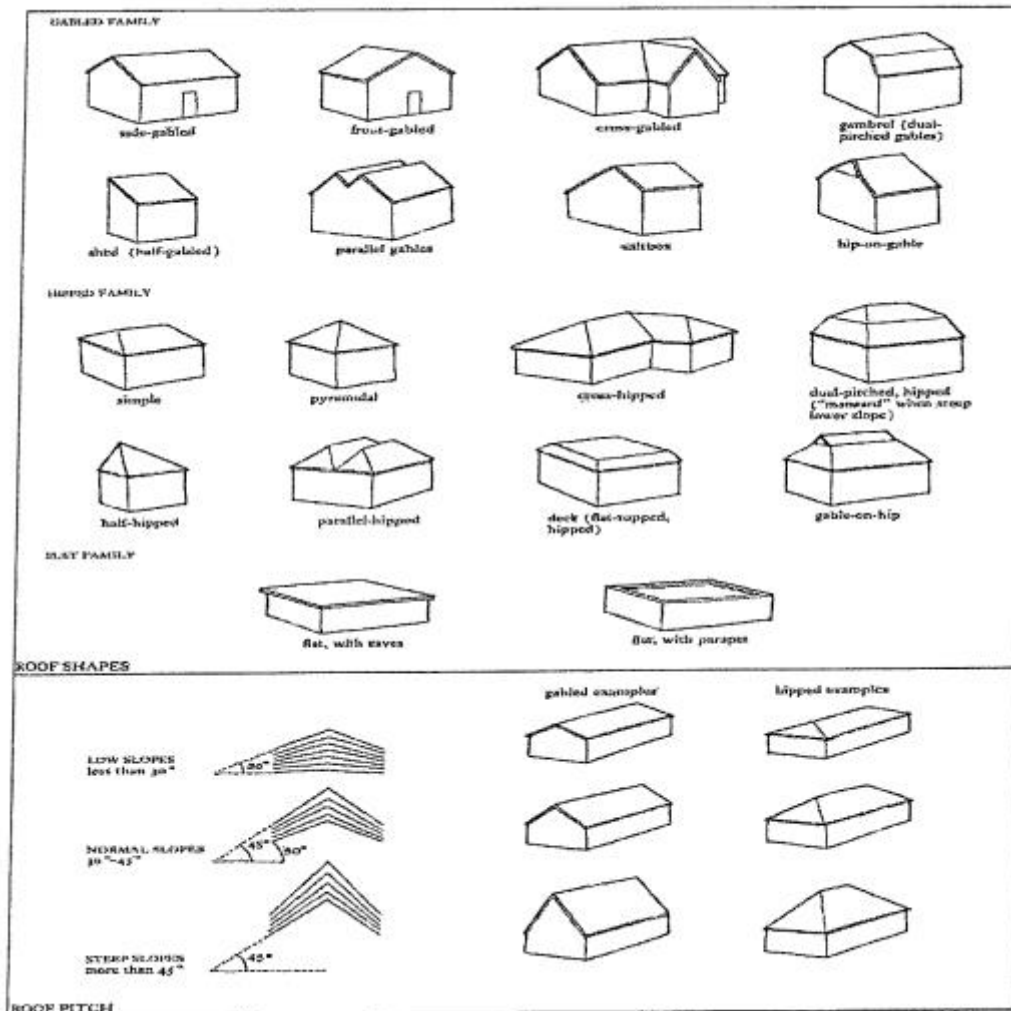 GABLED FAMILY
side-gabled
front-gabled
cross-gabled
gambrel (dual-
pitched gables)
shed (half-gabled)
parallel gables
saltbox
hip-on-gable
HIPPED FAMILY
simple
pyramidal
cross-hipped
dual-pitched, hipped
("mansard" when steep
lower slope)
half-hipped
parallel-hipped
deck (flat-topped,
hipped)
gable-on-hip
FLAT FAMILY
flat, with eaves
flat, with parapet
ROOF SHAPES
gabled examples
hipped examples
LOW SLOPES
less than 30°
30°
NORMAL SLOPES
30°-45°
45°
30°
STEEP SLOPES
more than 45°
45°
ROOF PITCH